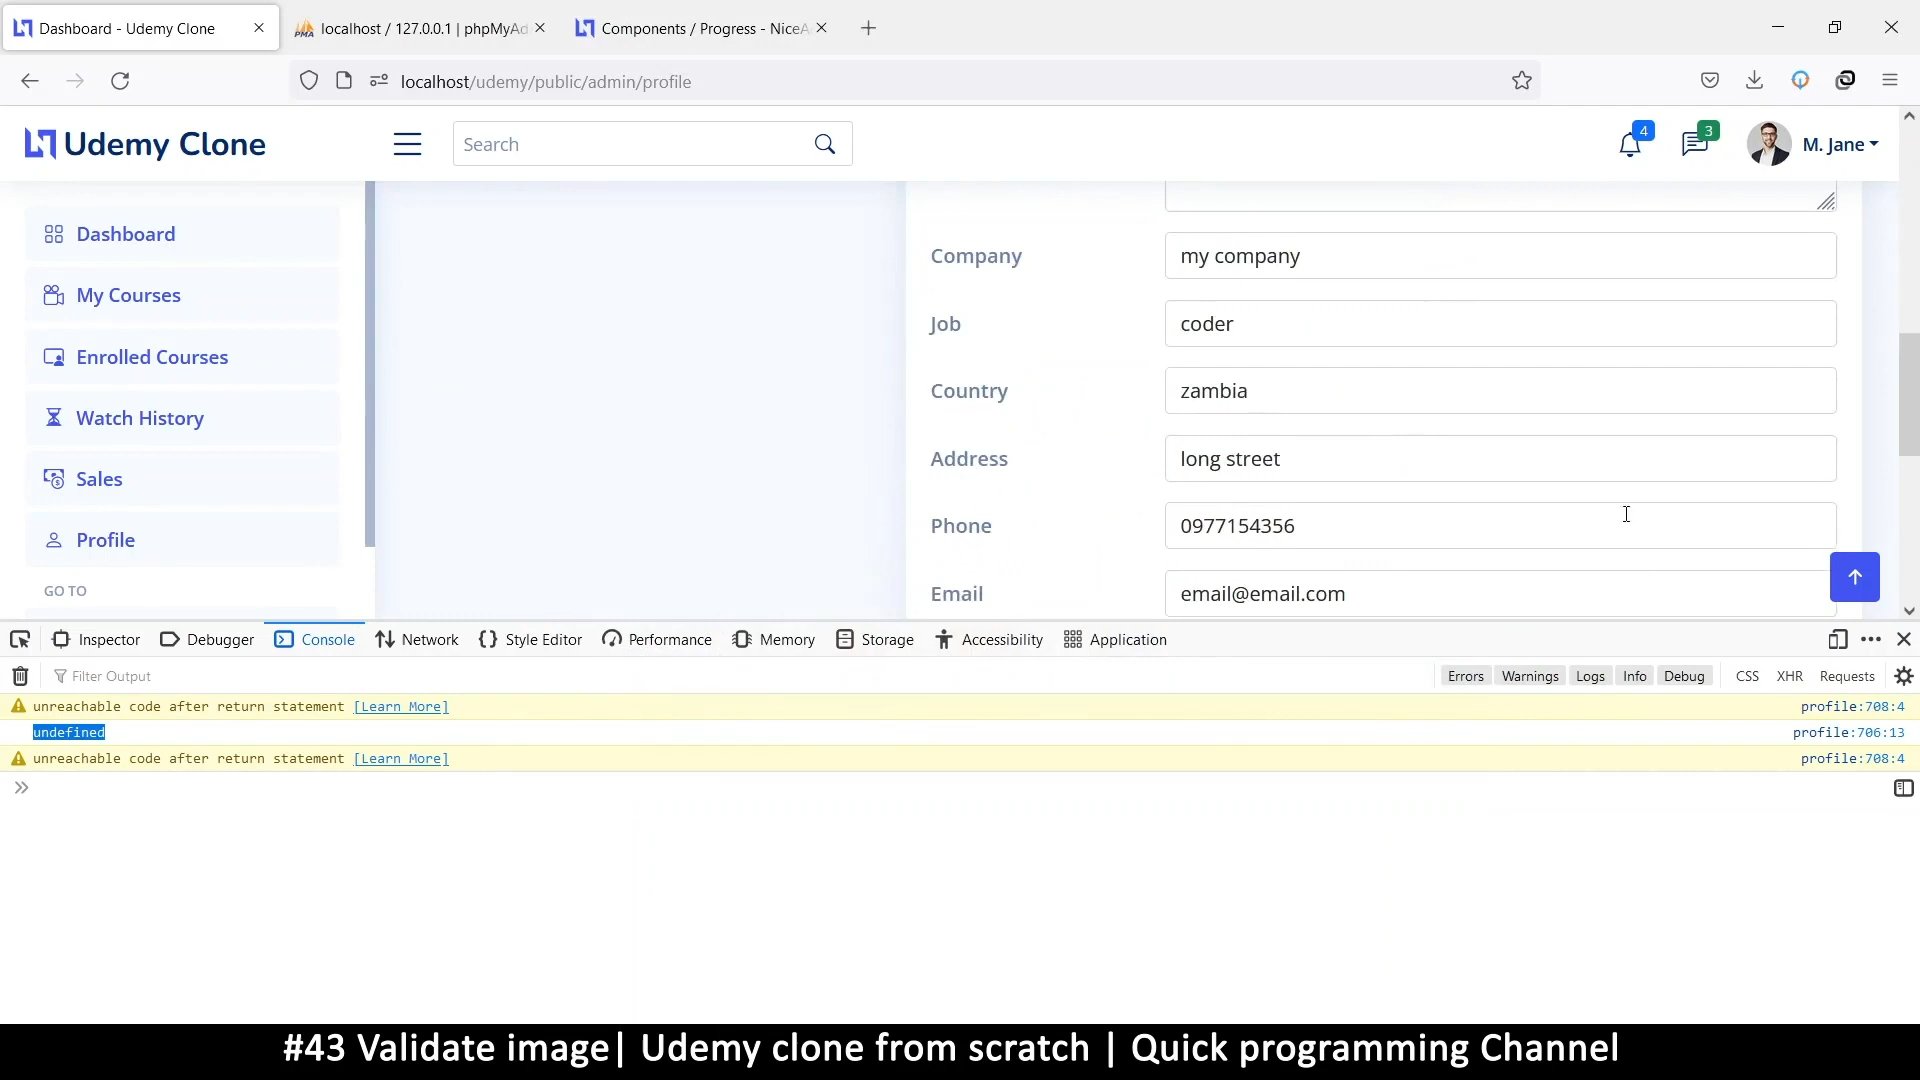 Dashboard - Udemy Clone
localhost / 127.0.0.1 | phpMyAd
Components / Progress - NiceA
localhost/udemy/public/admin/profile
Udemy Clone
Search
4
3
M. Jane
Dashboard
My Courses
Enrolled Courses
Watch History
Sales
Profile
GO TO
Company
my company
Job
coder
Country
zambia
Address
long street
Phone
0977154356
Email
email@email.com
Inspector
Debugger
Console
Network
Style Editor
Performance
Memory
Storage
Accessibility
Application
Filter Output
Errors
Warnings
Logs
Info
Debug
CSS
XHR
Requests
unreachable code after return statement [Learn More]
profile:708:4
undefined
profile:706:13
unreachable code after return statement [Learn More]
profile:708:4
#43 Validate image| Udemy clone from scratch | Quick programming Channel